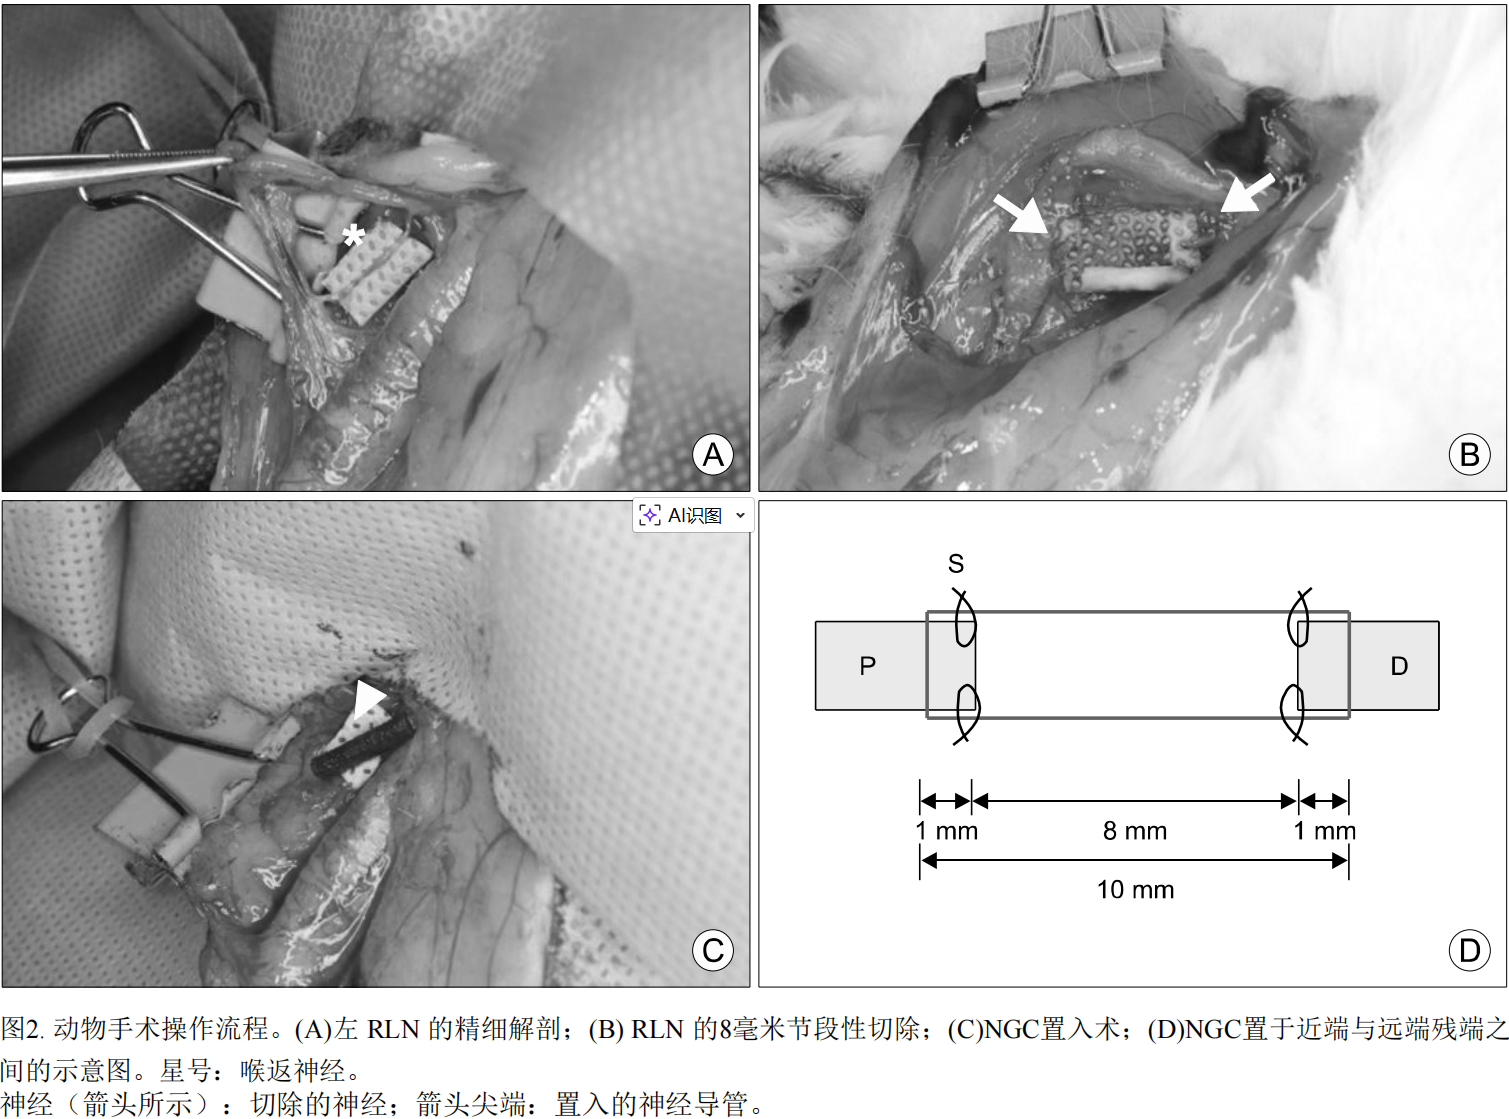 *
A
B
AI识图
C
S
P
D
1 mm
8 mm
1 mm
10 mm
D
图2. 动物手术操作流程。(A)左 RLN 的精细解剖；(B) RLN 的8毫米节段性切除；(C)NGC置入术；(D)NGC置于近端与远端残端之
间的示意图。星号：喉返神经。
神经（箭头所示）：切除的神经；箭头尖端：置入的神经导管。